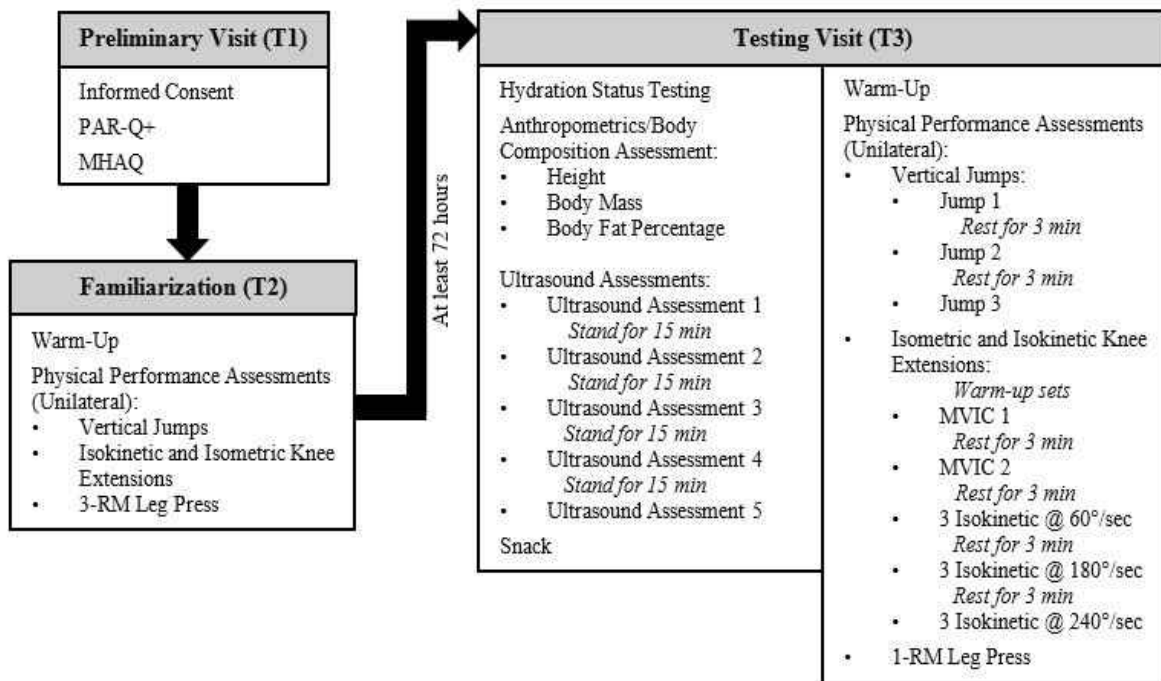 Preliminary Visit (T1)
Informed Consent
PAR-Q+
MHAQ
Familiarization (T2)
Warm-Up
Physical Performance Assessments
(Unilateral):
• Vertical Jumps
• Isokinetic and Isometric Knee
Extensions
• 3-RM Leg Press
At least 72 hours
Testing Visit (T3)
Hydration Status Testing
Anthropometrics/Body
Composition Assessment:
• Height
• Body Mass
• Body Fat Percentage
Ultrasound Assessments:
• Ultrasound Assessment 1
Stand for 15 min
• Ultrasound Assessment 2
Stand for 15 min
• Ultrasound Assessment 3
Stand for 15 min
• Ultrasound Assessment 4
Stand for 15 min
• Ultrasound Assessment 5
Snack
Warm-Up
Physical Performance Assessments
(Unilateral):
• Vertical Jumps:
• Jump 1
Rest for 3 min
• Jump 2
Rest for 3 min
• Jump 3
• Isometric and Isokinetic Knee
Extensions:
Warm-up sets
• MVIC 1
Rest for 3 min
• MVIC 2
Rest for 3 min
• 3 Isokinetic @ 60°/sec
Rest for 3 min
• 3 Isokinetic @ 180°/sec
Rest for 3 min
• 3 Isokinetic @ 240°/sec
• 1-RM Leg Press